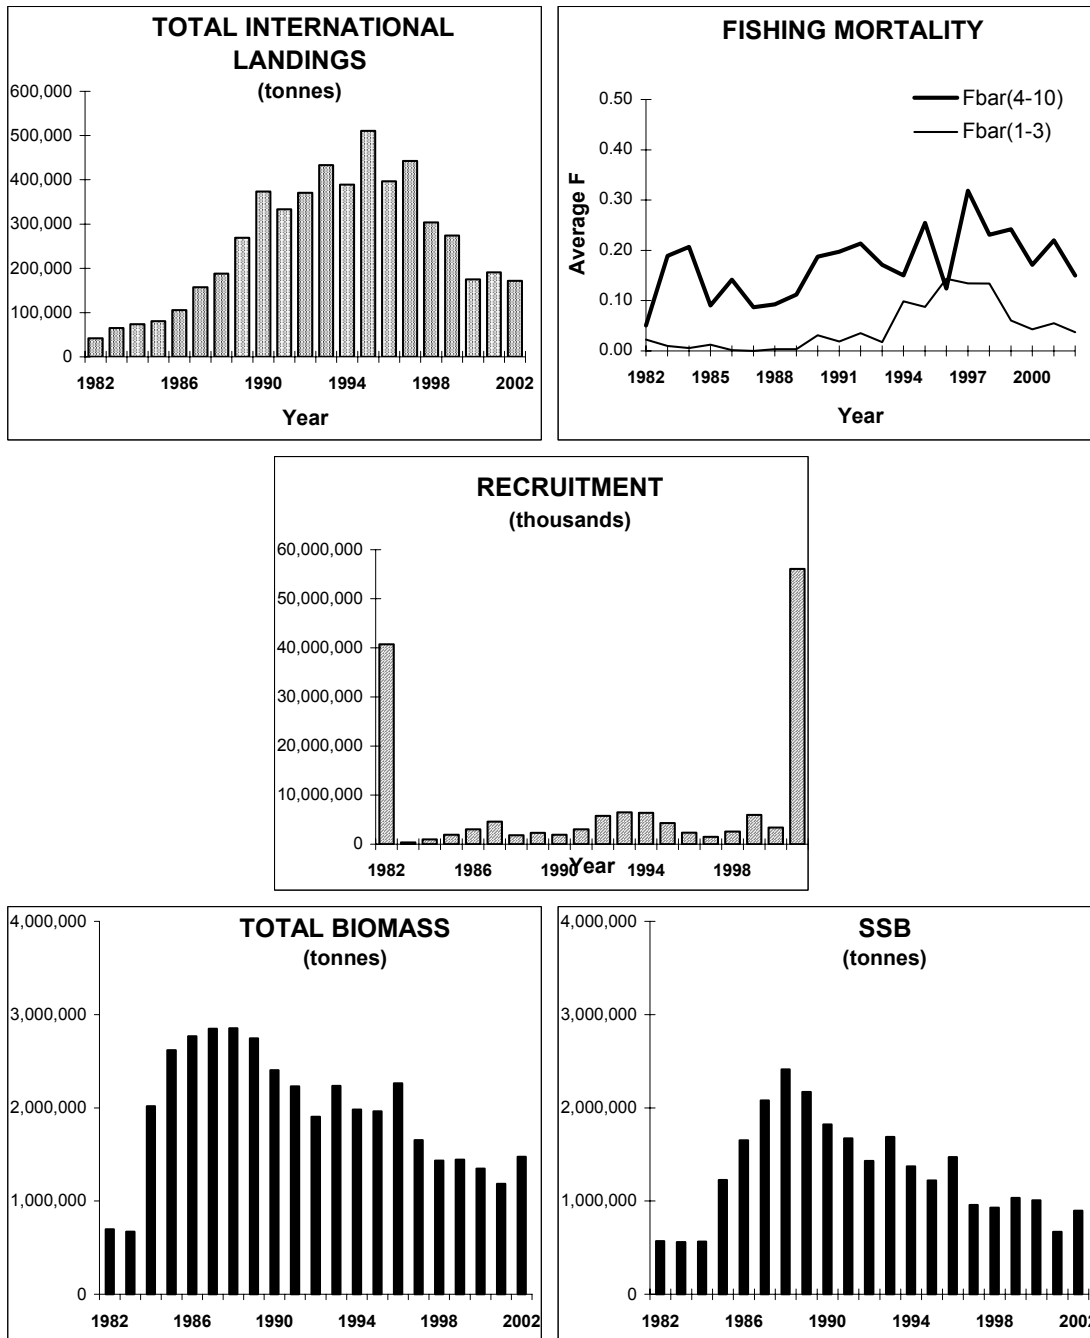 TOTAL INTERNATIONAL
LANDINGS
(tonnes)
600,000
500,000
400,000
300,000
200,000
100,000
0
1982 1986 1990 1994 1998 2002
Year
FISHING MORTALITY
Fbar(4-10)
Fbar(1-3)
0.50
0.40
0.30
0.20
0.10
0.00
Average F
1982 1985 1988 1991 1994 1997 2000
Year
RECRUITMENT
(thousands)
60,000,000
50,000,000
40,000,000
30,000,000
20,000,000
10,000,000
0
1982 1986 1990 1994 1998
Year
TOTAL BIOMASS
(tonnes)
4,000,000
3,000,000
2,000,000
1,000,000
0
1982 1986 1990 1994 1998 2002
SSB
(tonnes)
4,000,000
3,000,000
2,000,000
1,000,000
0
1982 1986 1990 1994 1998